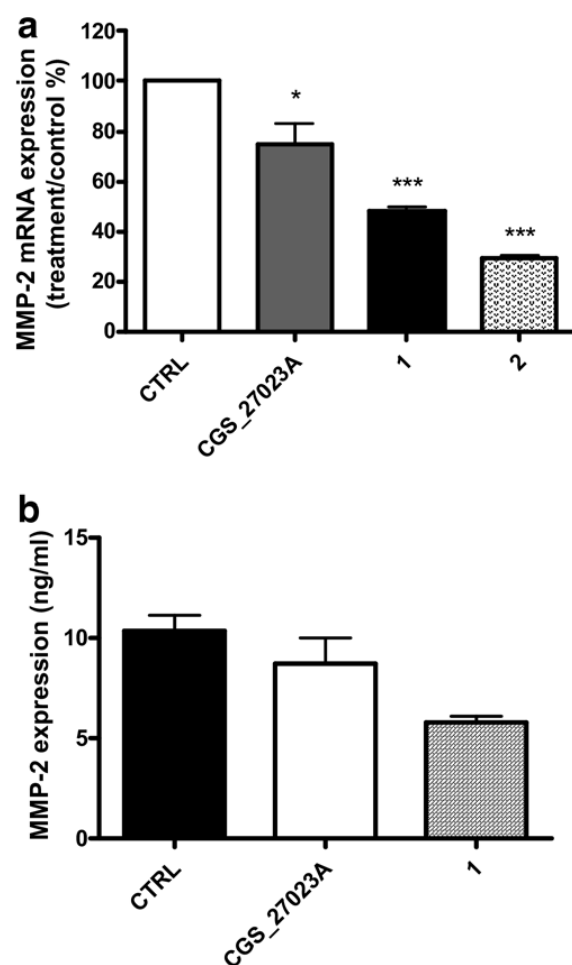 a
MMP-2 mRNA expression
(treatment/control %)
120
100
80
60
40
20
0
*
***
***
CTRL
CGS_27023A
1
2
b
MMP-2 expression (ng/ml)
15
10
5
0
CTRL
CGS_27023A
1